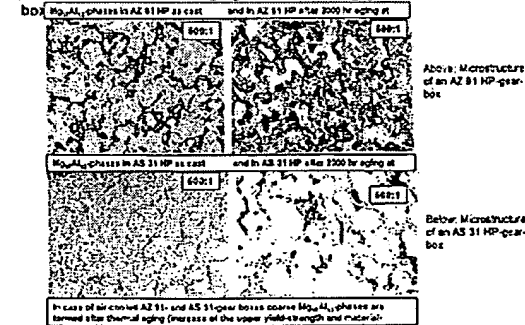 box
Mg₁₇Al₁₂-phases in AZ 91 HP as cast and in AZ 91 HP after 2000 hr aging at
500:1 500:1
Above: Microstructure
of an AZ 91 HP-gear-
box
Mg₁₇Al₁₂-phases in AS 31 HP as cast and in AS 31 HP after 2000 hr aging at
500:1 500:1
Below: Microstructure
of an AS 31 HP-gear-
box
In case of air-cooled AZ 91- and AS 31-gear boxes coarse Mg₁₇Al₁₂-phases are
formed after thermal aging (increase of the upper yield-strength and material-